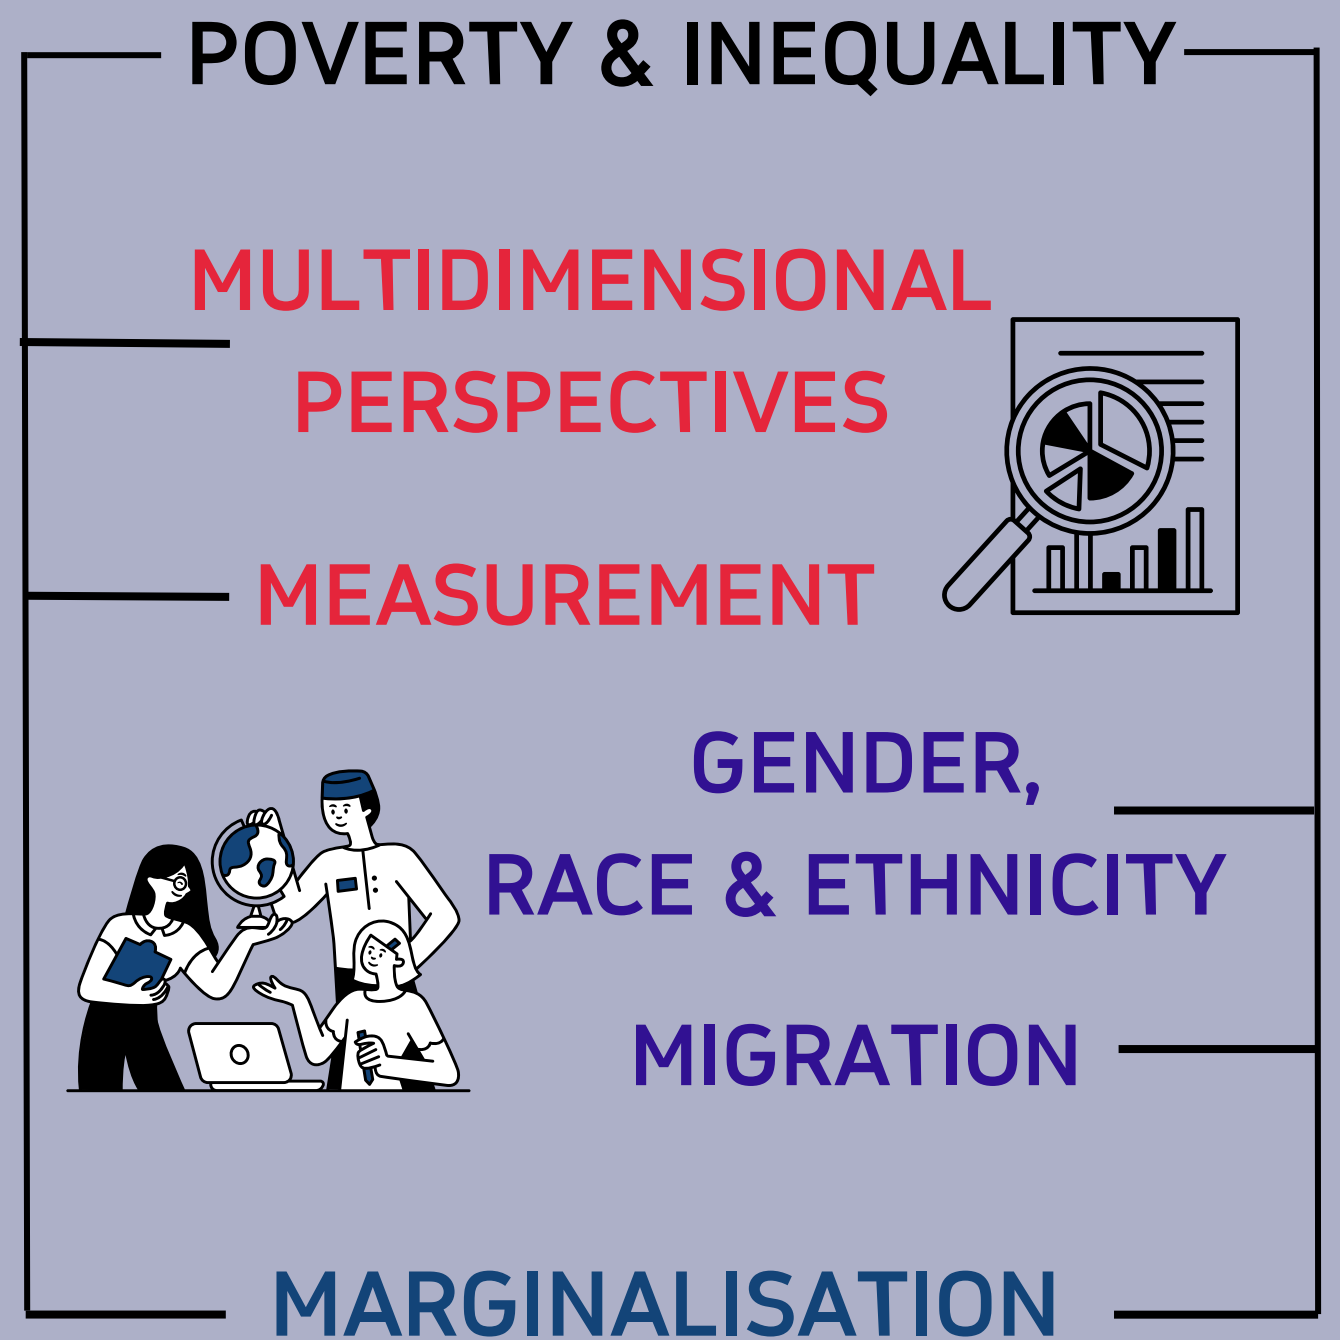 POVERTY & INEQUALITY
MULTIDIMENSIONAL
PERSPECTIVES
MEASUREMENT
GENDER,
RACE & ETHNICITY
MIGRATION
MARGINALISATION